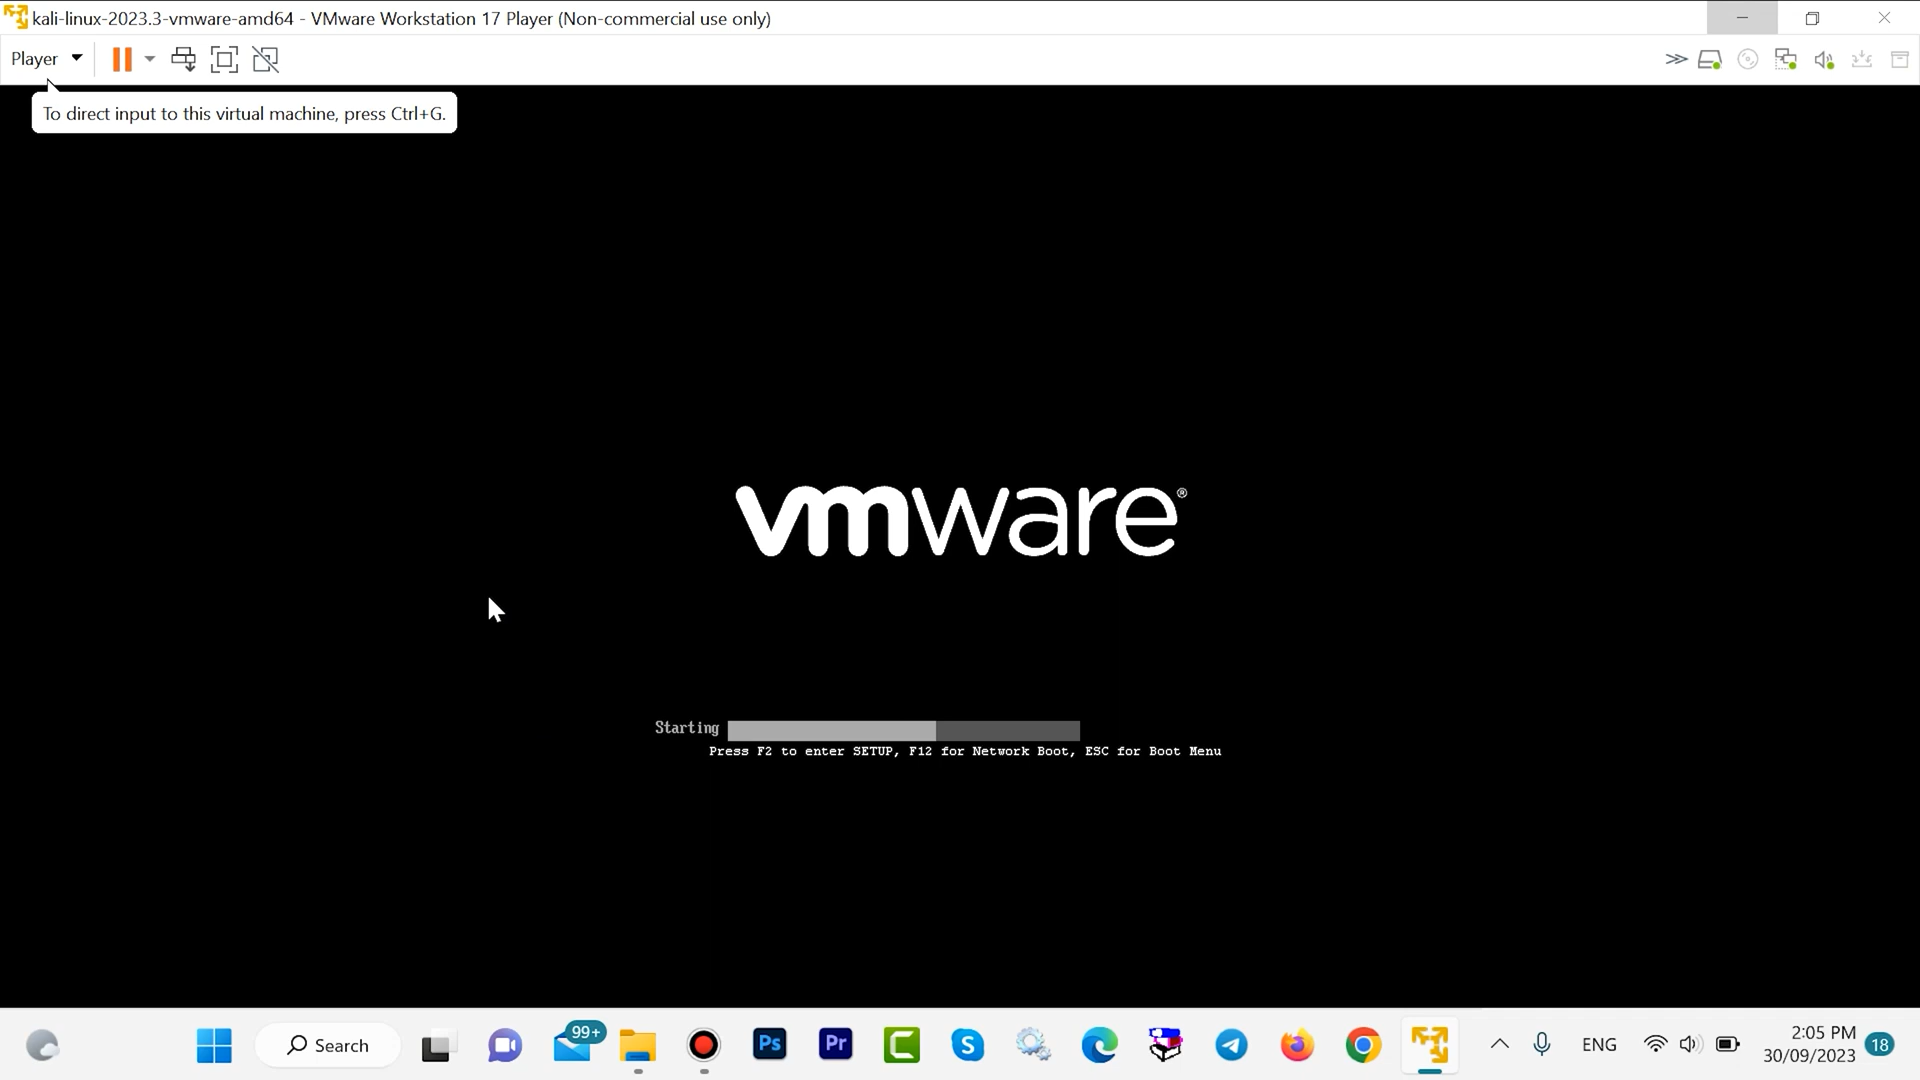 kali-linux-2023.3-vmware-amd64 - VMware Workstation 17 Player (Non-commercial use only)
Player
To direct input to this virtual machine, press Ctrl+G.
vmware®
Starting
Press F2 to enter SETUP, F12 for Network Boot, ESC for Boot Menu
Search
99+
Ps
Pr
C
S
ENG
2:05 PM
30/09/2023
18